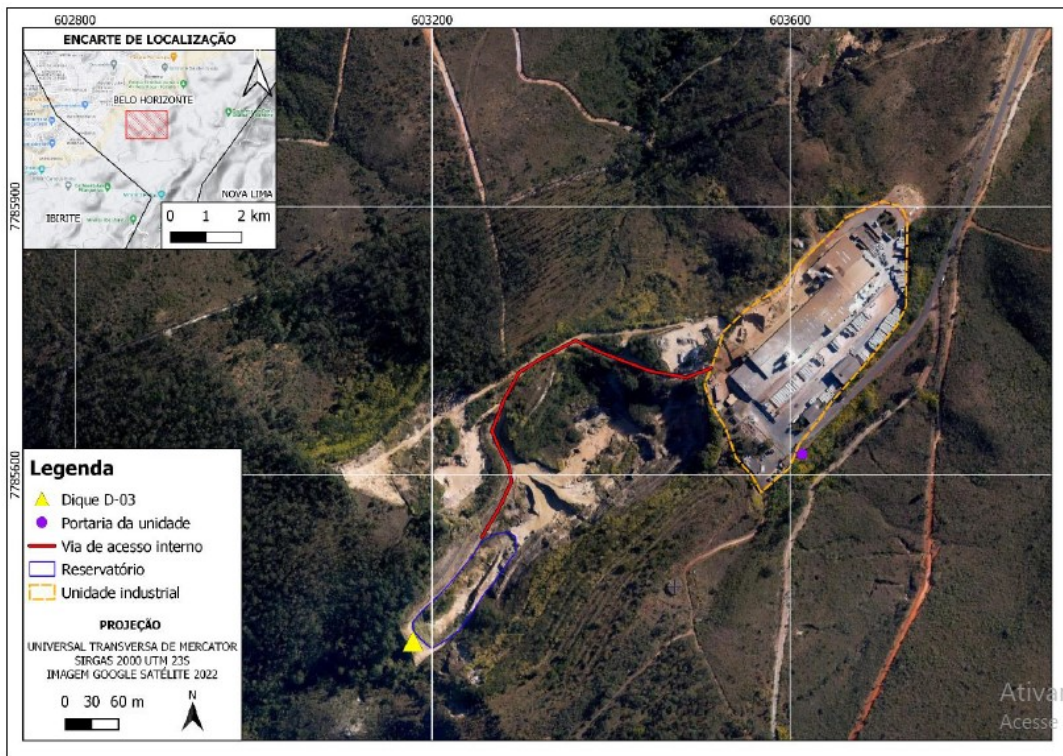 602800
603200
603600
ENCARTE DE LOCALIZAÇÃO
BELO HORIZONTE
NOVA LIMA
IBIRITE
0 1 2 km
7785900
7785600
Legenda
Dique D-03
Portaria da unidade
Via de acesso interno
Reservatório
Unidade industrial
PROJEÇÃO
UNIVERSAL TRANSVERSA DE MERCATOR
SIRGAS 2000 UTM 23S
IMAGEM GOOGLE SATÉLITE 2022
0 30 60 m
N
Ativar
Acesse